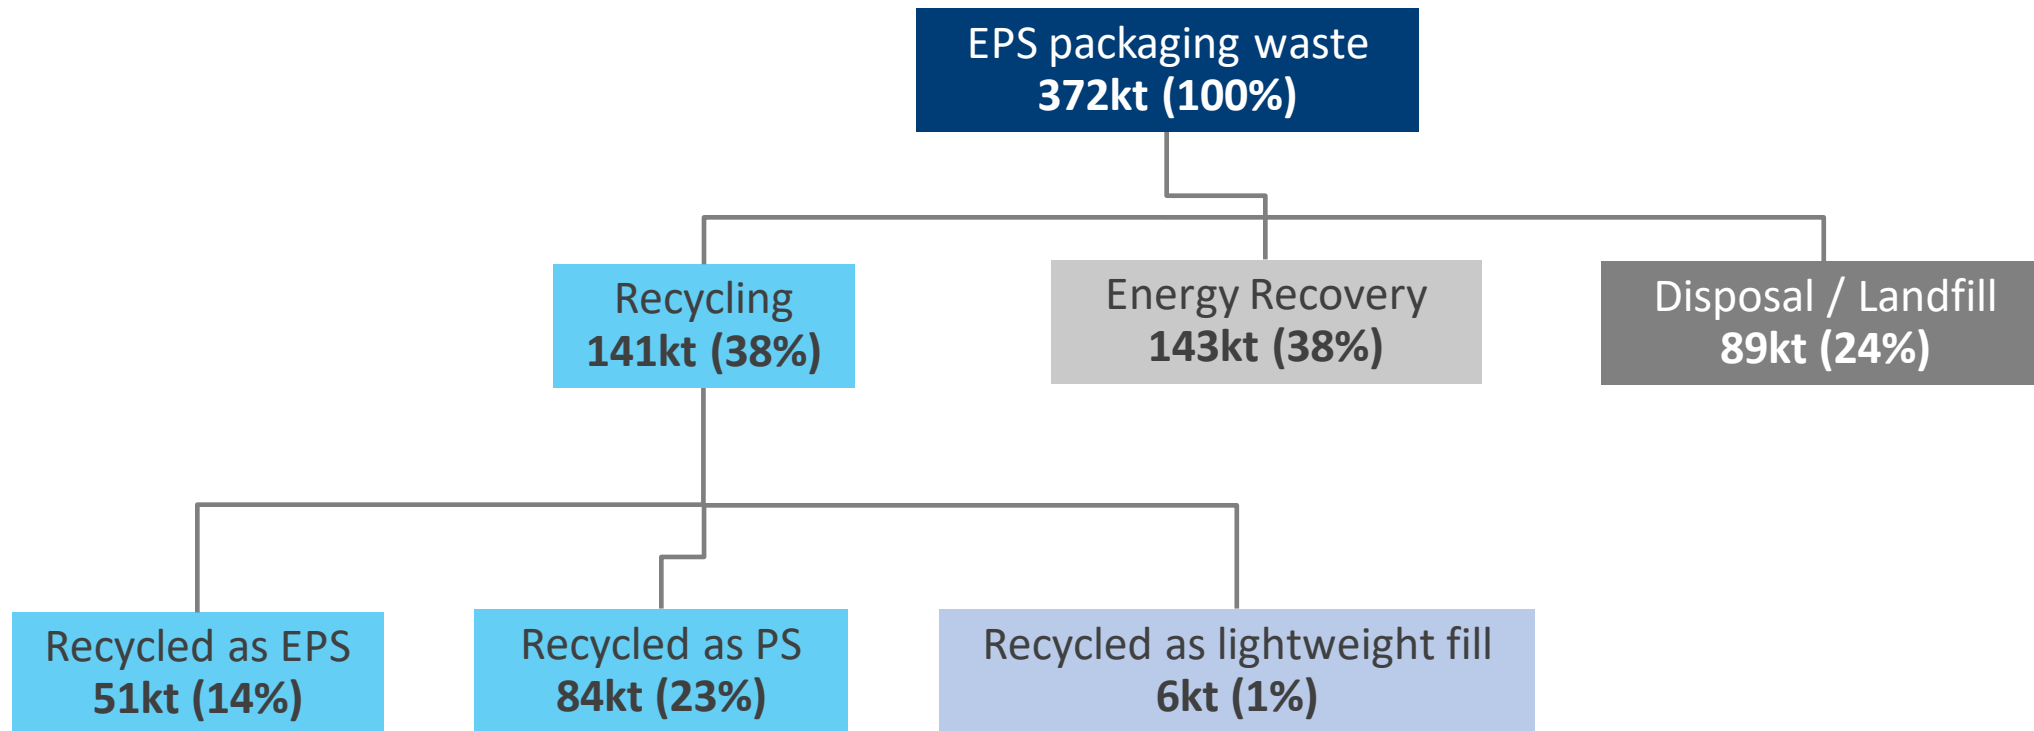 EPS packaging waste
372kt (100%)
Recycling
141kt (38%)
Energy Recovery
143kt (38%)
Disposal / Landfill
89kt (24%)
Recycled as EPS
51kt (14%)
Recycled as PS
84kt (23%)
Recycled as lightweight fill
6kt (1%)